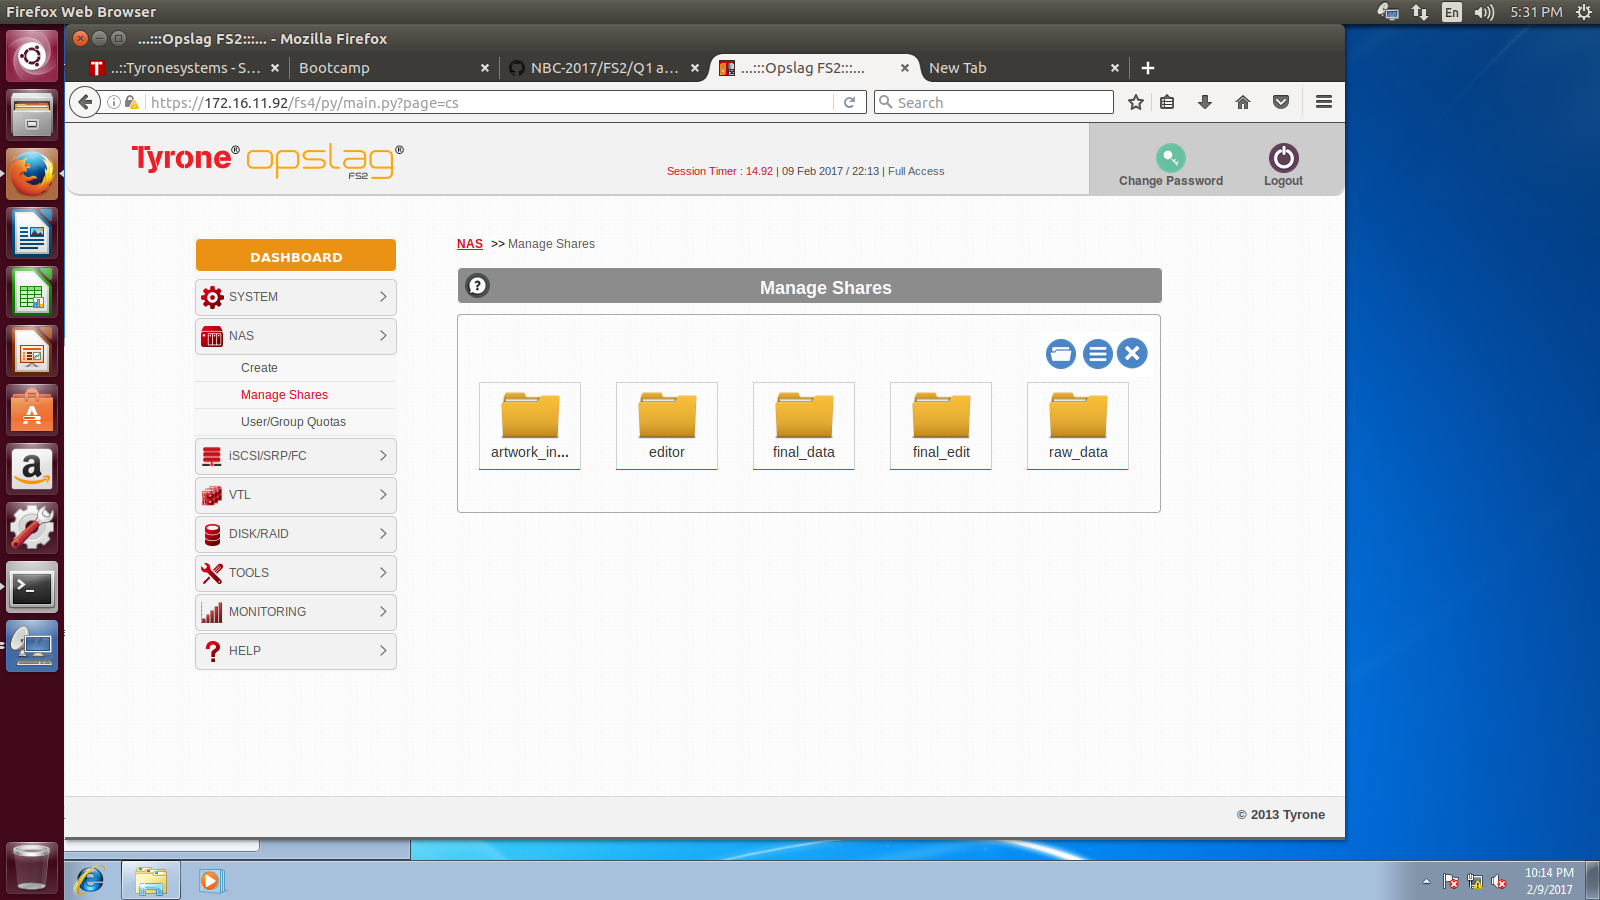 Firefox Web Browser
En
5:31 PM
...:::Opslag FS2:::... - Mozilla Firefox
T ..::Tyronesystems - S...
Bootcamp
NBC-2017/FS2/Q1 a...
...:::Opslag FS2:::...
New Tab
https://172.16.11.92/fs4/py/main.py?page=cs
Search
Tyrone® opslag®
FS2
Session Timer : 14.92 | 09 Feb 2017 / 22:13 | Full Access
Change Password
Logout
DASHBOARD
SYSTEM
NAS
Create
Manage Shares
User/Group Quotas
iSCSI/SRP/FC
VTL
DISK/RAID
TOOLS
MONITORING
HELP
NAS >> Manage Shares
? Manage Shares
artwork_in...
editor
final_data
final_edit
raw_data
© 2013 Tyrone
10:14 PM
2/9/2017